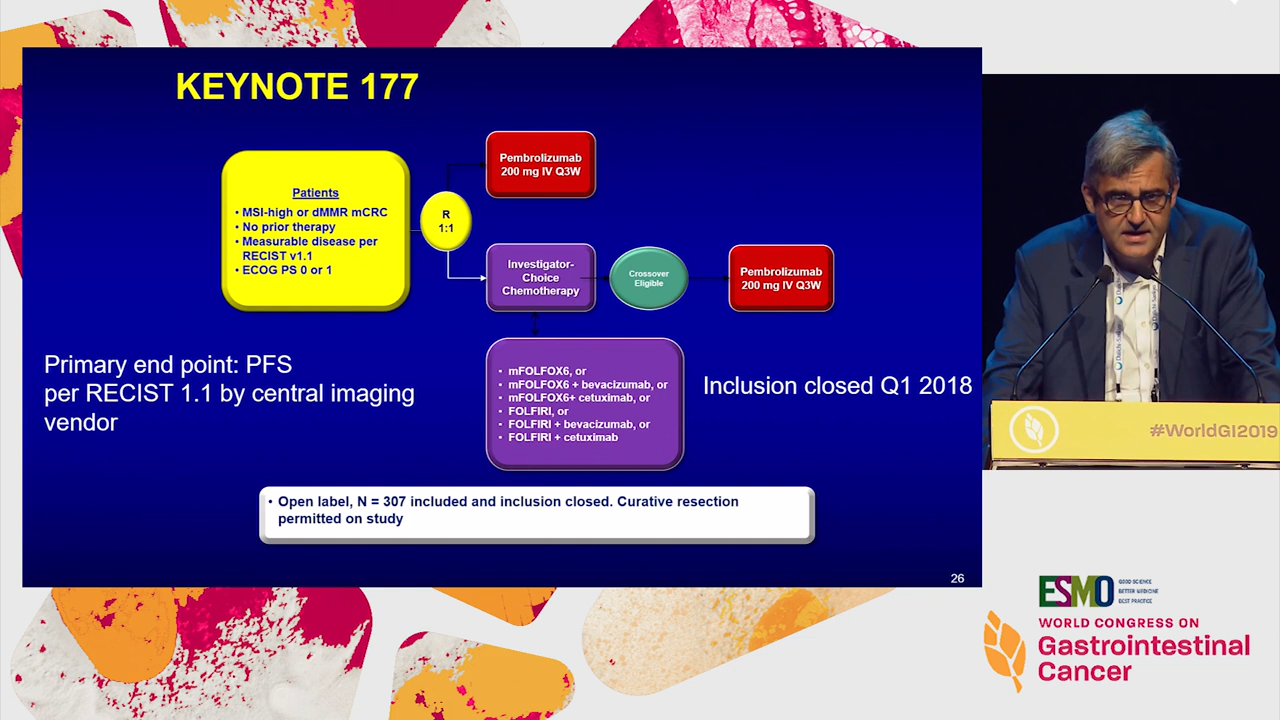 KEYNOTE 177
Patients
• MSI-high or dMMR mCRC
• No prior therapy
• Measurable disease per
RECIST v1.1
• ECOG PS 0 or 1
R
1:1
Pembrolizumab
200 mg IV Q3W
Investigator-
Choice
Chemotherapy
Crossover
Eligible
Pembrolizumab
200 mg IV Q3W
• mFOLFOX6, or
• mFOLFOX6 + bevacizumab, or
• mFOLFOX6+ cetuximab, or
• FOLFIRI, or
• FOLFIRI + bevacizumab, or
• FOLFIRI + cetuximab
Primary end point: PFS
per RECIST 1.1 by central imaging
vendor
Inclusion closed Q1 2018
• Open label, N = 307 included and inclusion closed. Curative resection
permitted on study
26
#WorldGI2019
ESMO
GOOD SCIENCE
BETTER MEDICINE
BEST PRACTICE
WORLD CONGRESS ON
Gastrointestinal
Cancer